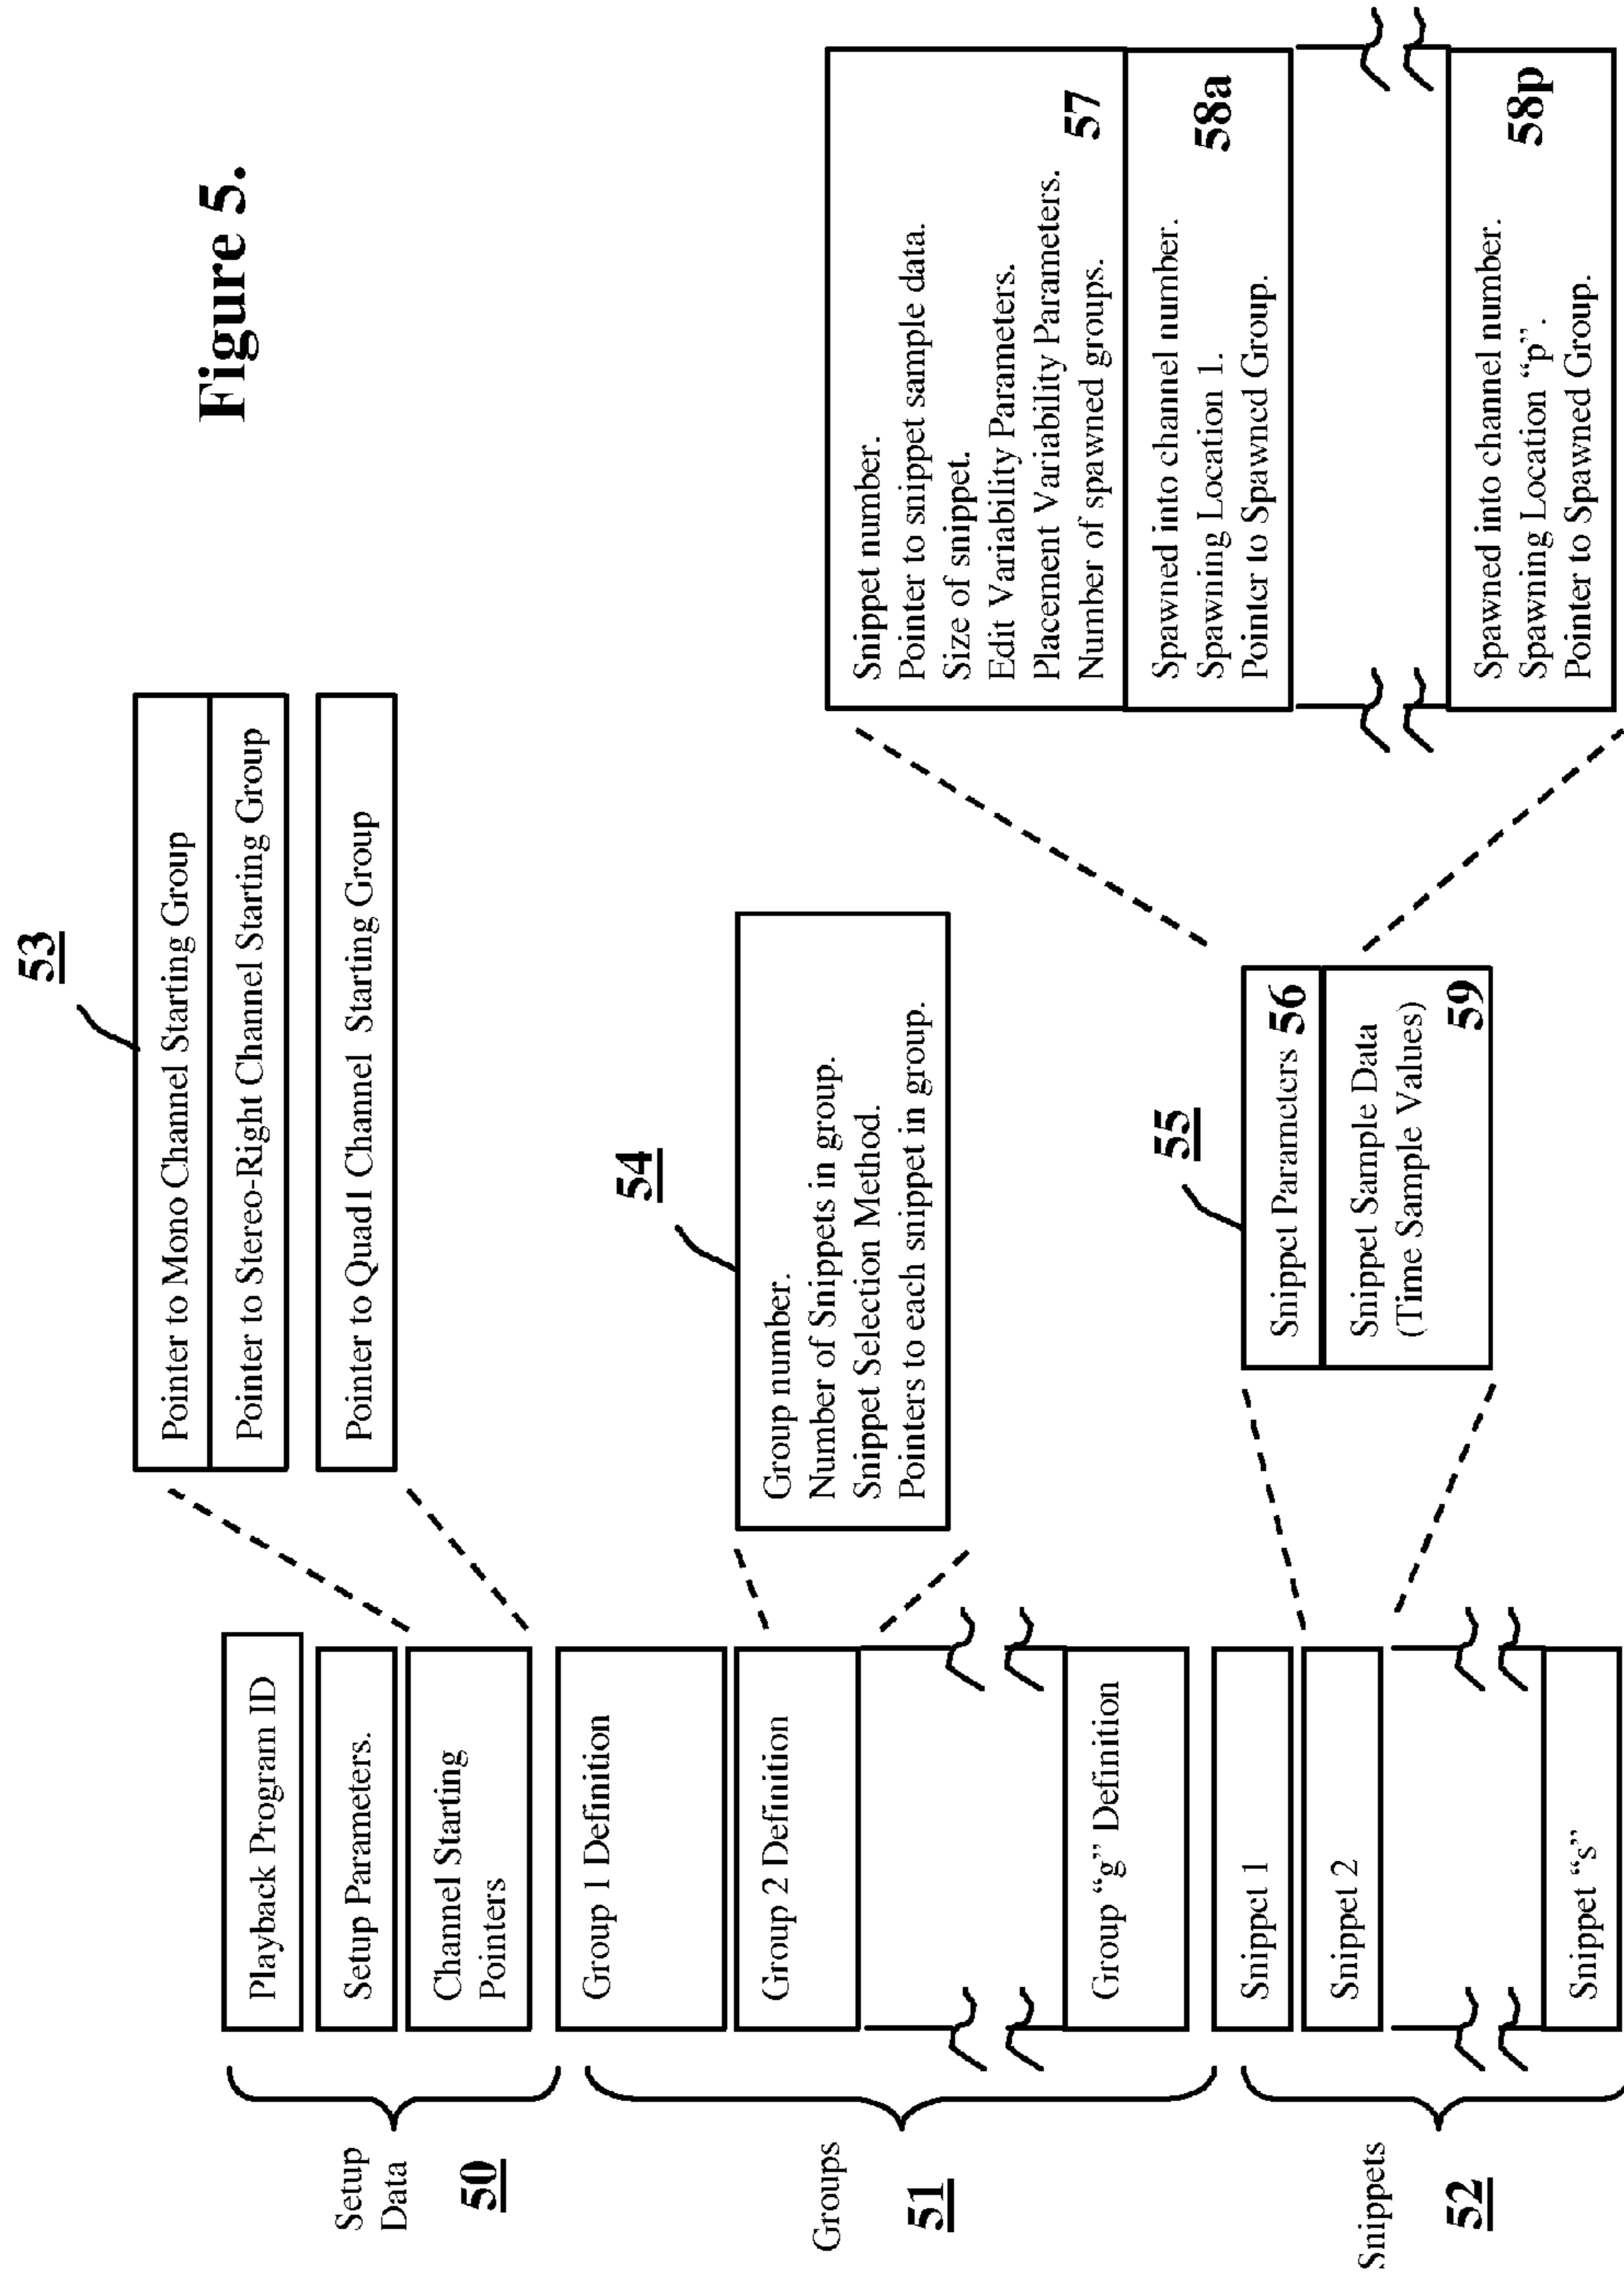 Figure 5.
53
Pointer to Mono Channel Starting Group
Pointer to Stereo-Right Channel Starting Group
Pointer to Quad1 Channel Starting Group
Setup
Data
50
Playback Program ID
Setup Parameters.
Channel Starting
Pointers
54
Group number.
Number of Snippets in group.
Snippet Selection Method.
Pointers to each snippet in group.
Groups
51
Group 1 Definition
Group 2 Definition
Group “g” Definition
Snippets
52
Snippet 1
Snippet 2
Snippet “s”
55
Snippet Parameters 56
Snippet Sample Data
(Time Sample Values)
59
Snippet number.
Pointer to snippet sample data.
Size of snippet.
Edit Variability Parameters.
Placement Variability Parameters.
Number of spawned groups.
57
Spawned into channel number.
Spawning Location 1.
Pointer to Spawned Group.
58a
Spawned into channel number.
Spawning Location “p”.
Pointer to Spawned Group.
58p